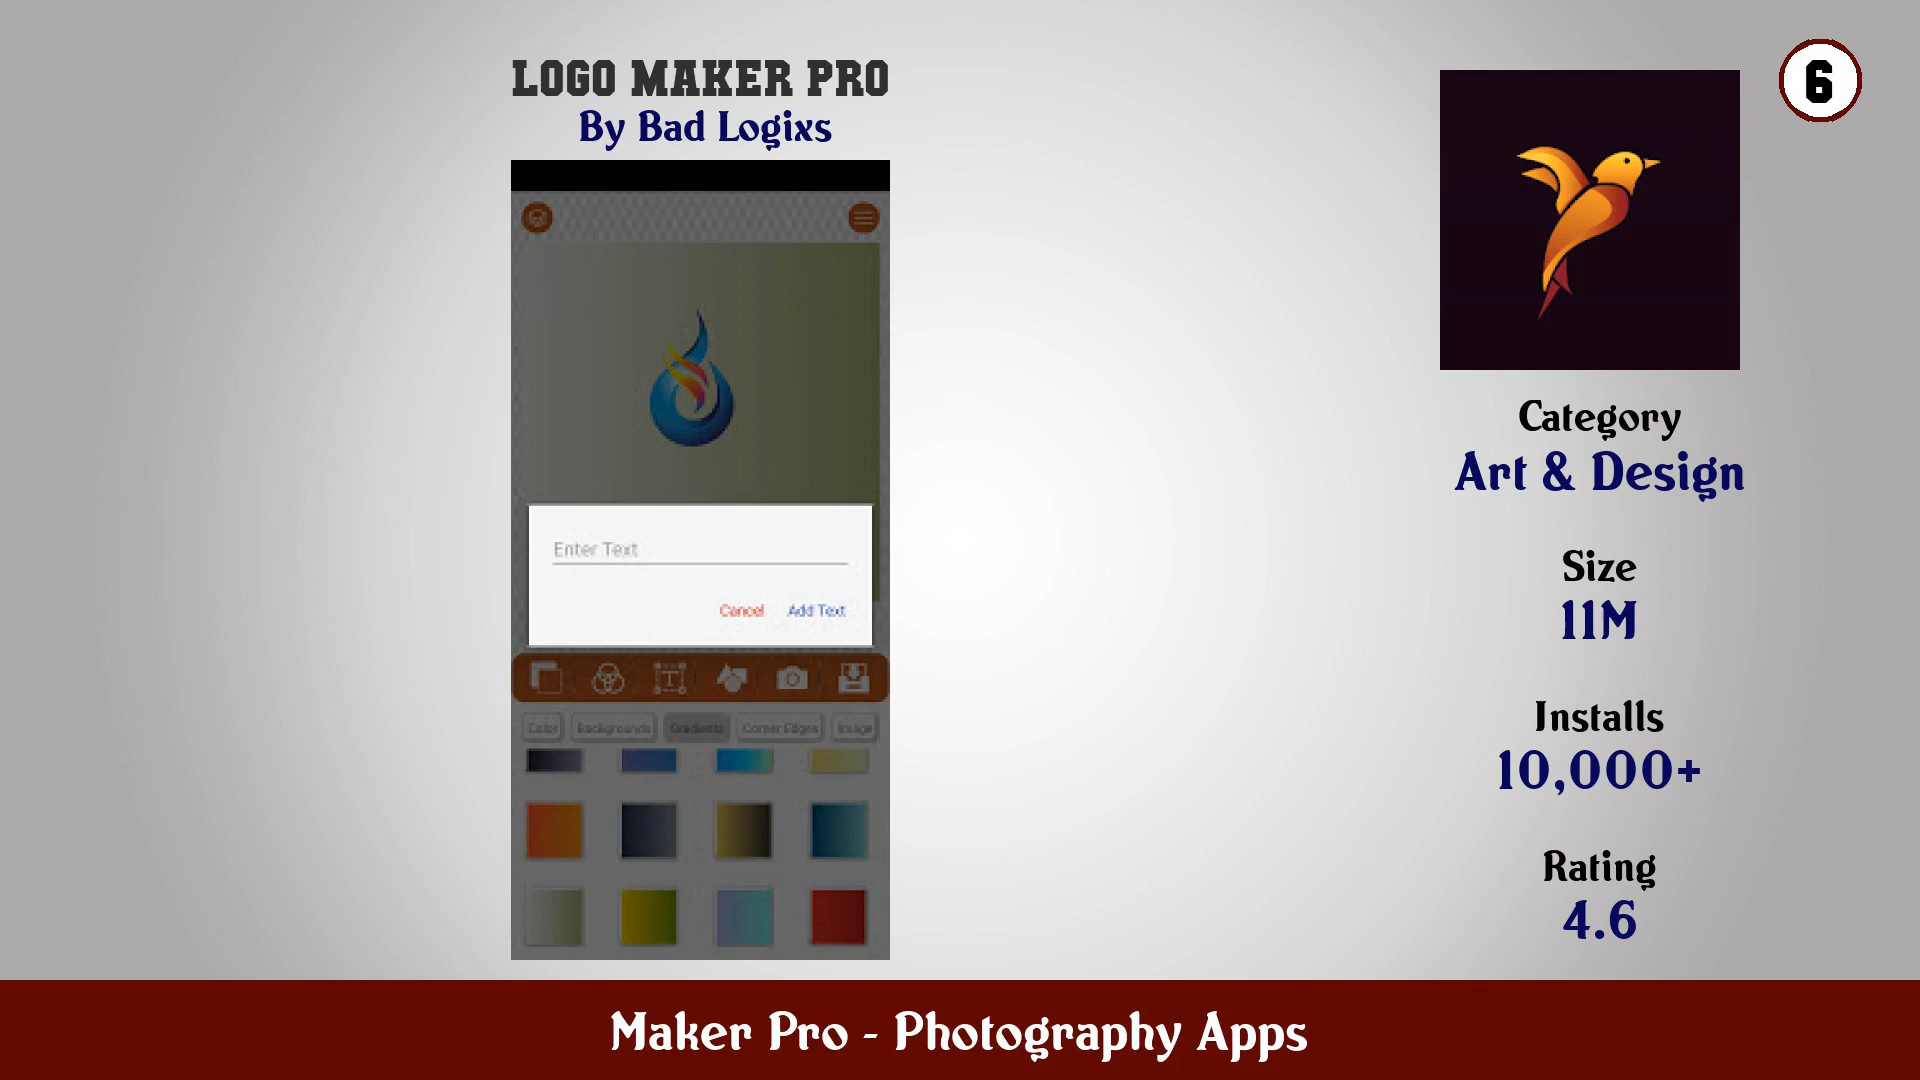 LOGO MAKER PRO
By Bad Logixs
6
Enter Text
Cancel Add Text
Color Backgrounds Gradients Corner Edges Image
Category
Art & Design
Size
11M
Installs
10,000+
Rating
4.6
Maker Pro - Photography Apps